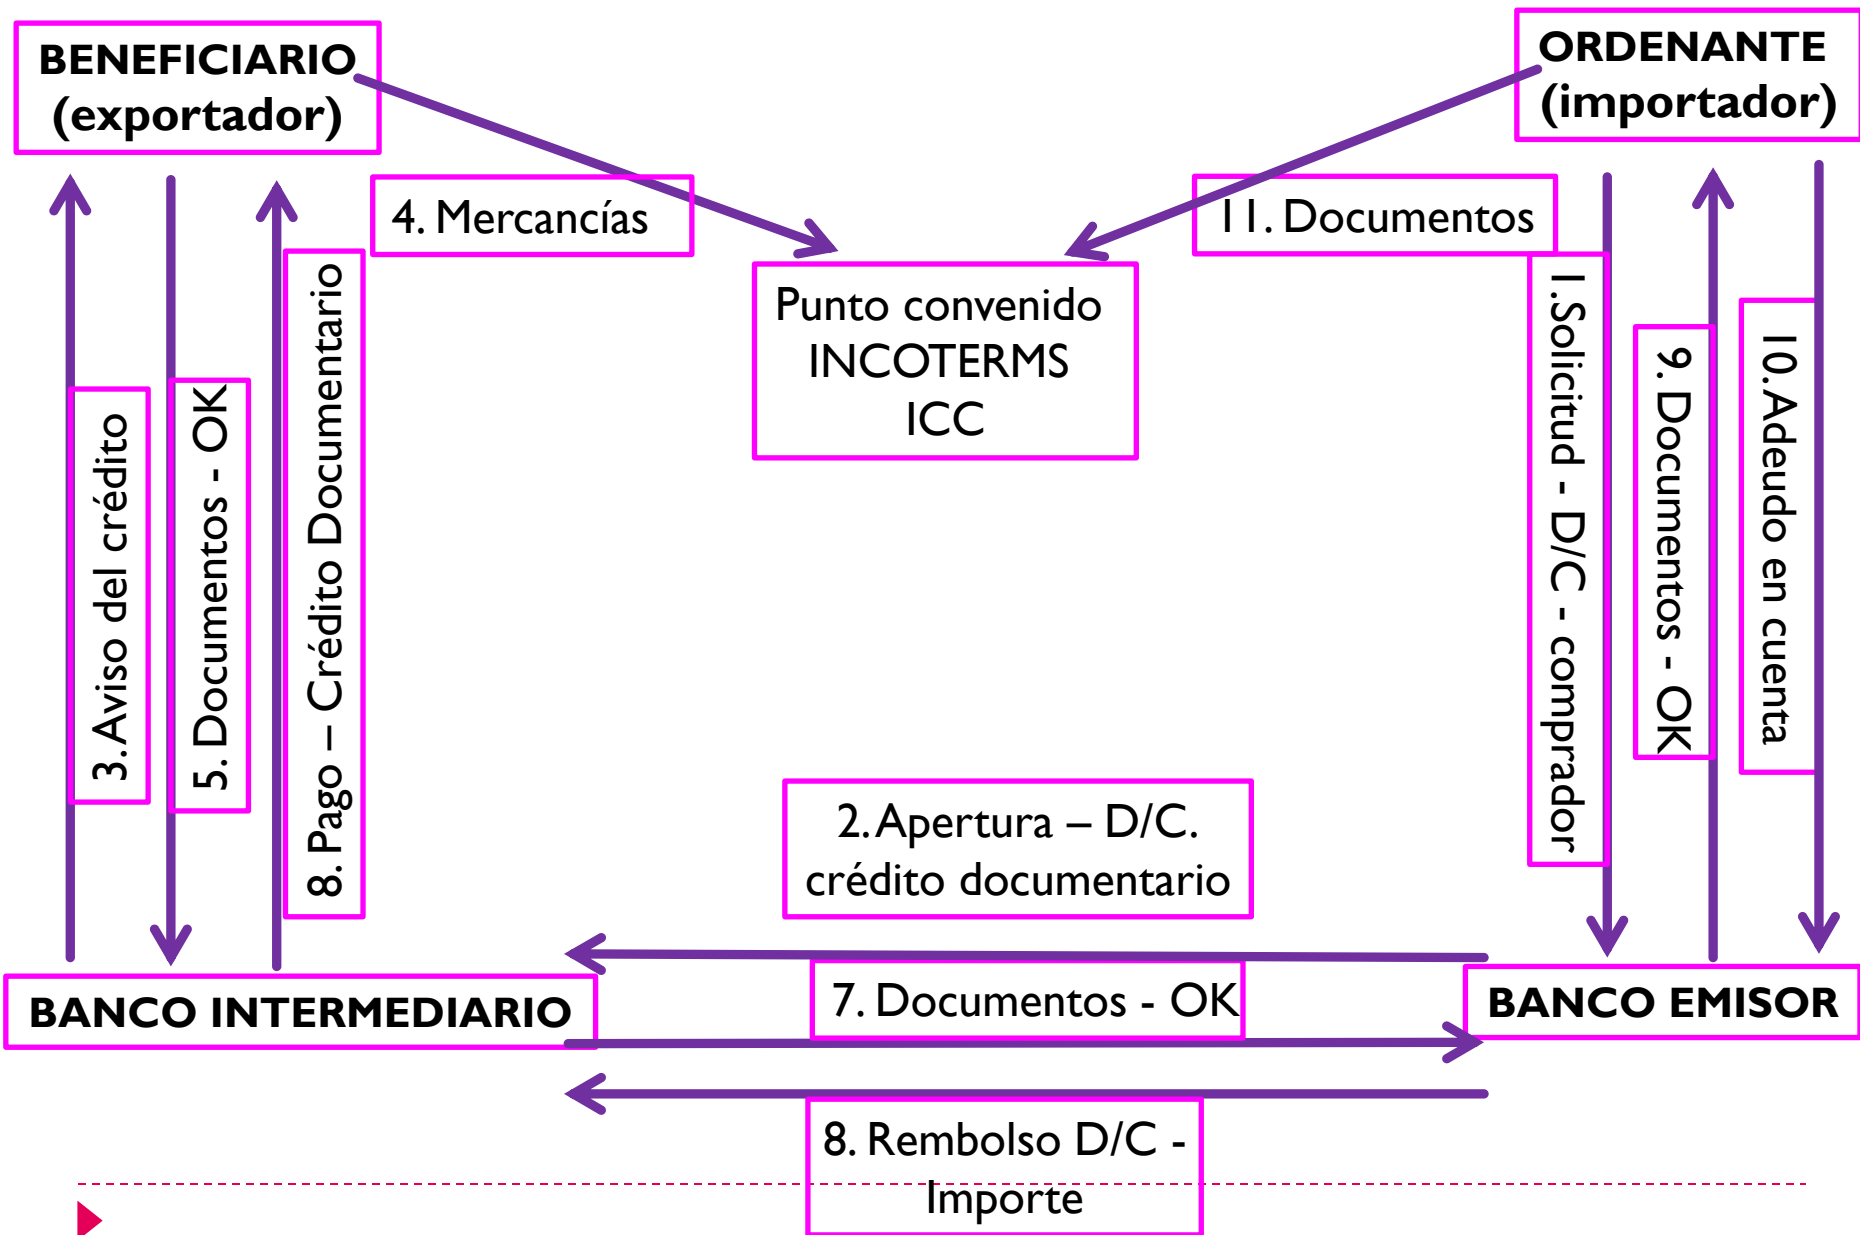 BENEFICIARIO
(exportador)
ORDENANTE
(importador)
4. Mercancías
11. Documentos
Punto convenido
INCOTERMS
ICC
3. Aviso del crédito
5. Documentos - OK
8. Pago – Crédito Documentario
1.Solicitud - D/C - comprador
9. Documentos - OK
10. Adeudo en cuenta
2. Apertura – D/C.
crédito documentario
BANCO INTERMEDIARIO
7. Documentos - OK
BANCO EMISOR
8. Rembolso D/C -
Importe